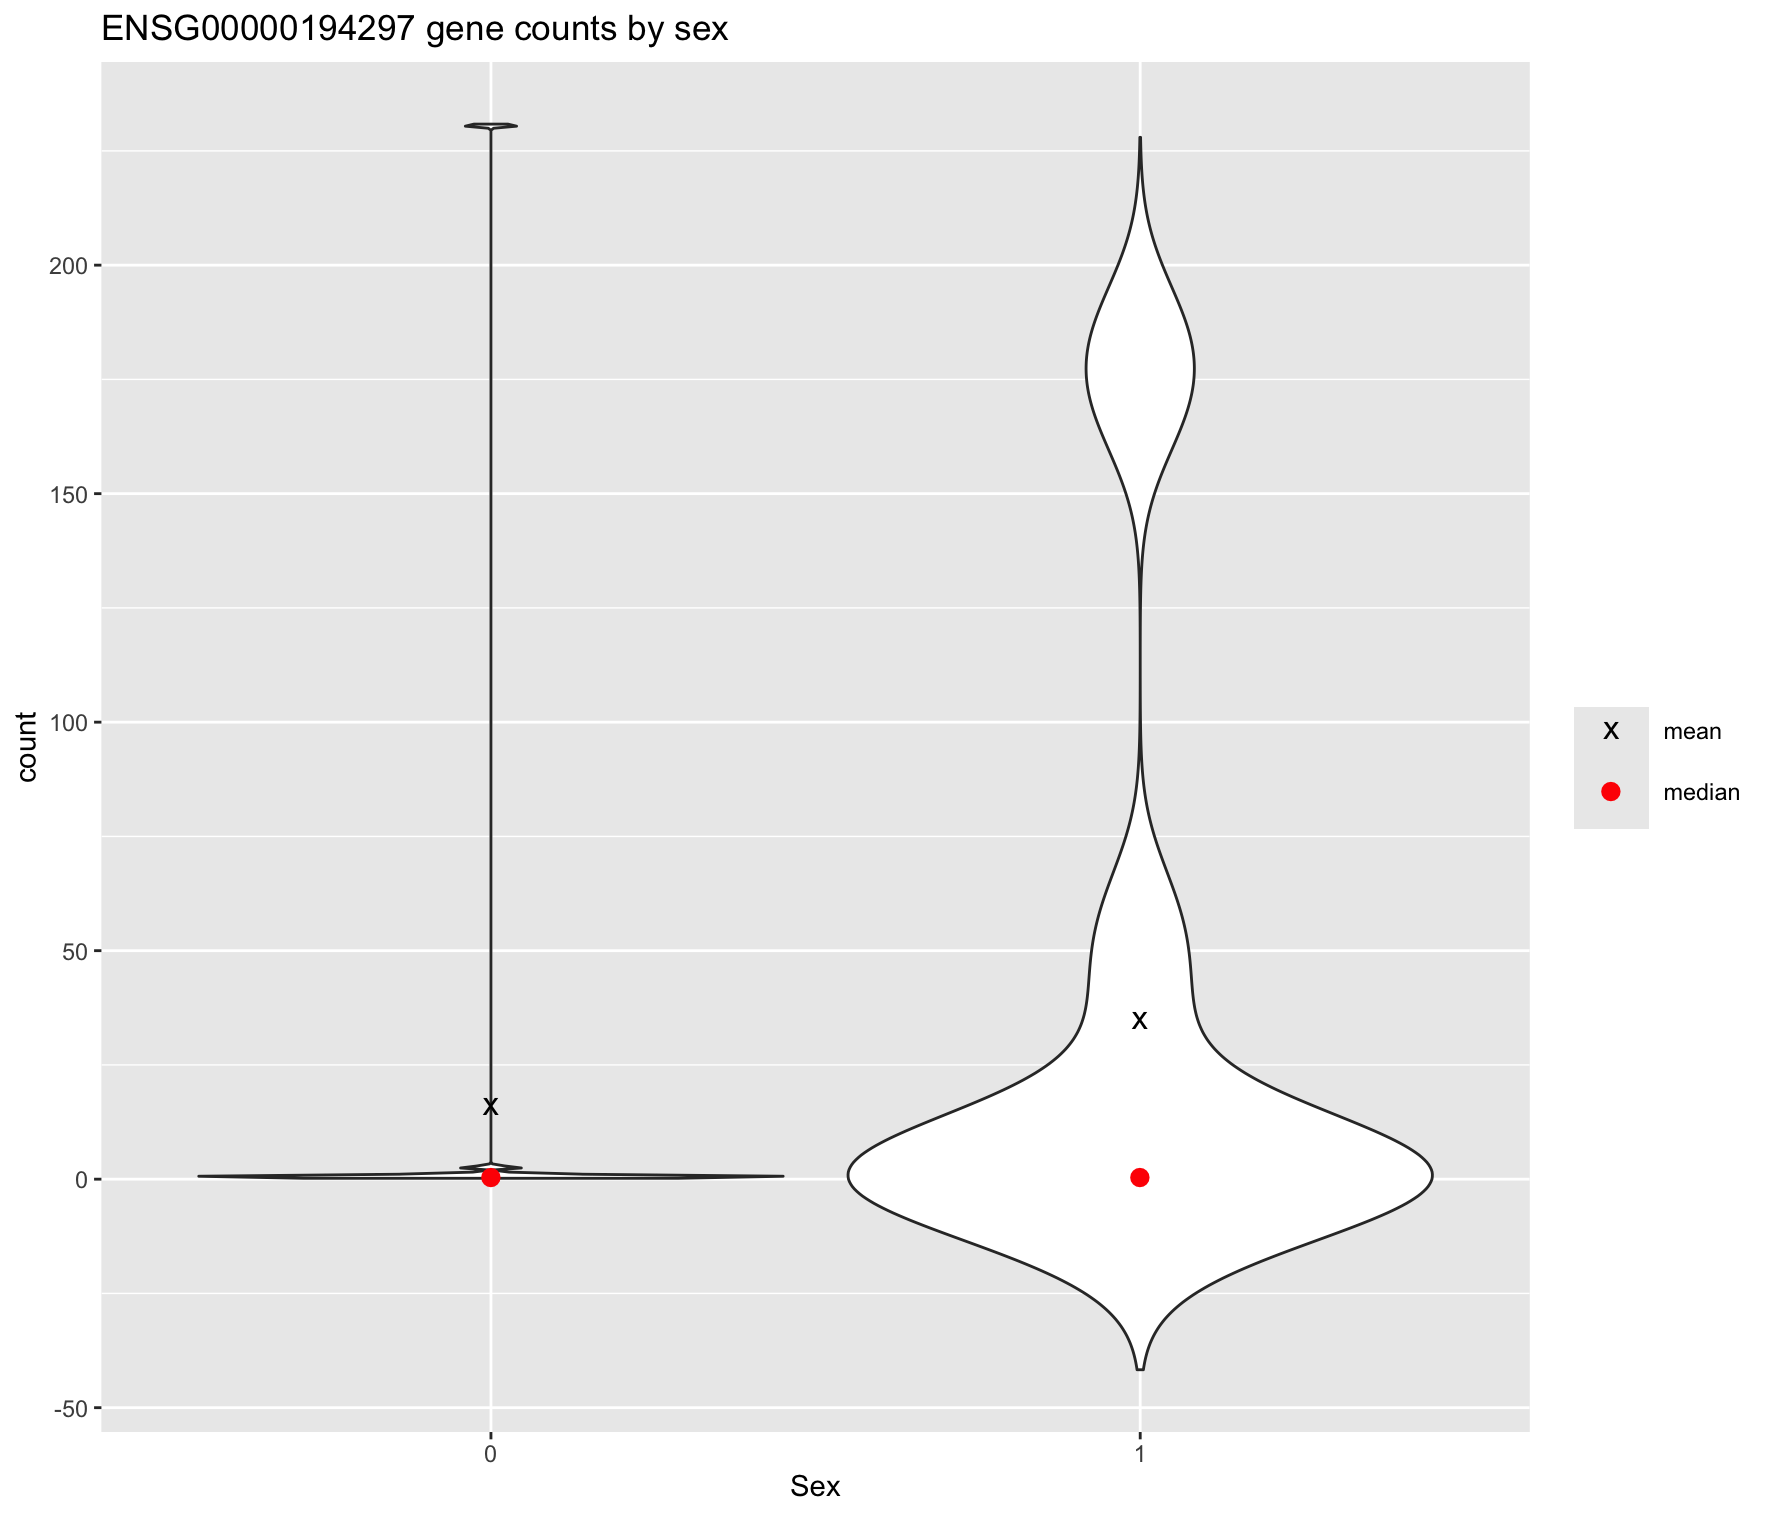 ENSG00000194297 gene counts by sex
200
150
100
50
0
-50
count
0
1
Sex
x mean
median
x
x